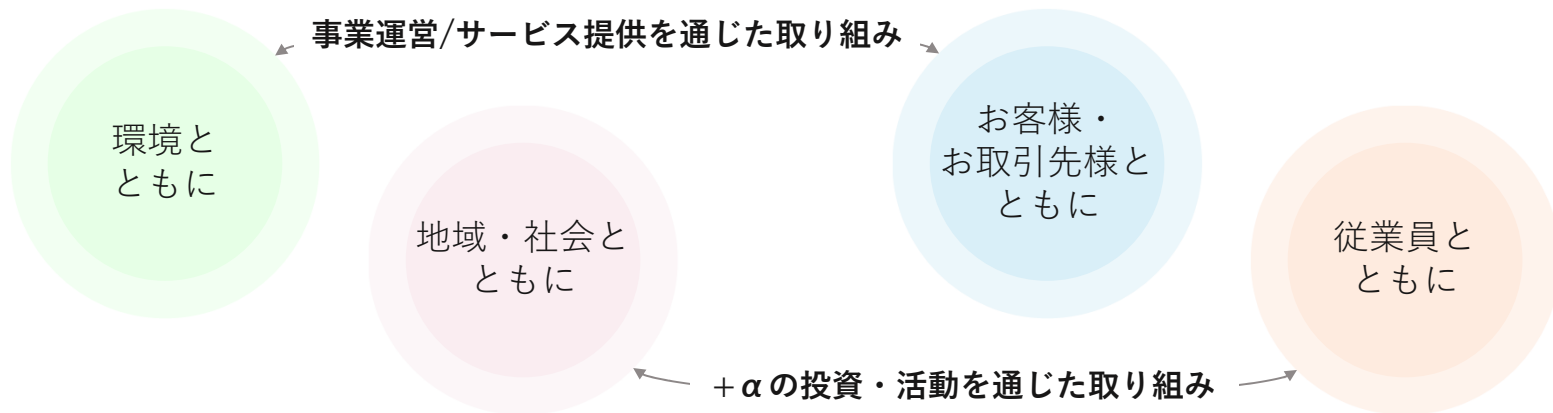 事業運営/サービス提供を通じた取り組み
環境と
ともに
地域・社会と
ともに
お客様・
お取引先様と
ともに
従業員と
ともに
+αの投資・活動を通じた取り組み